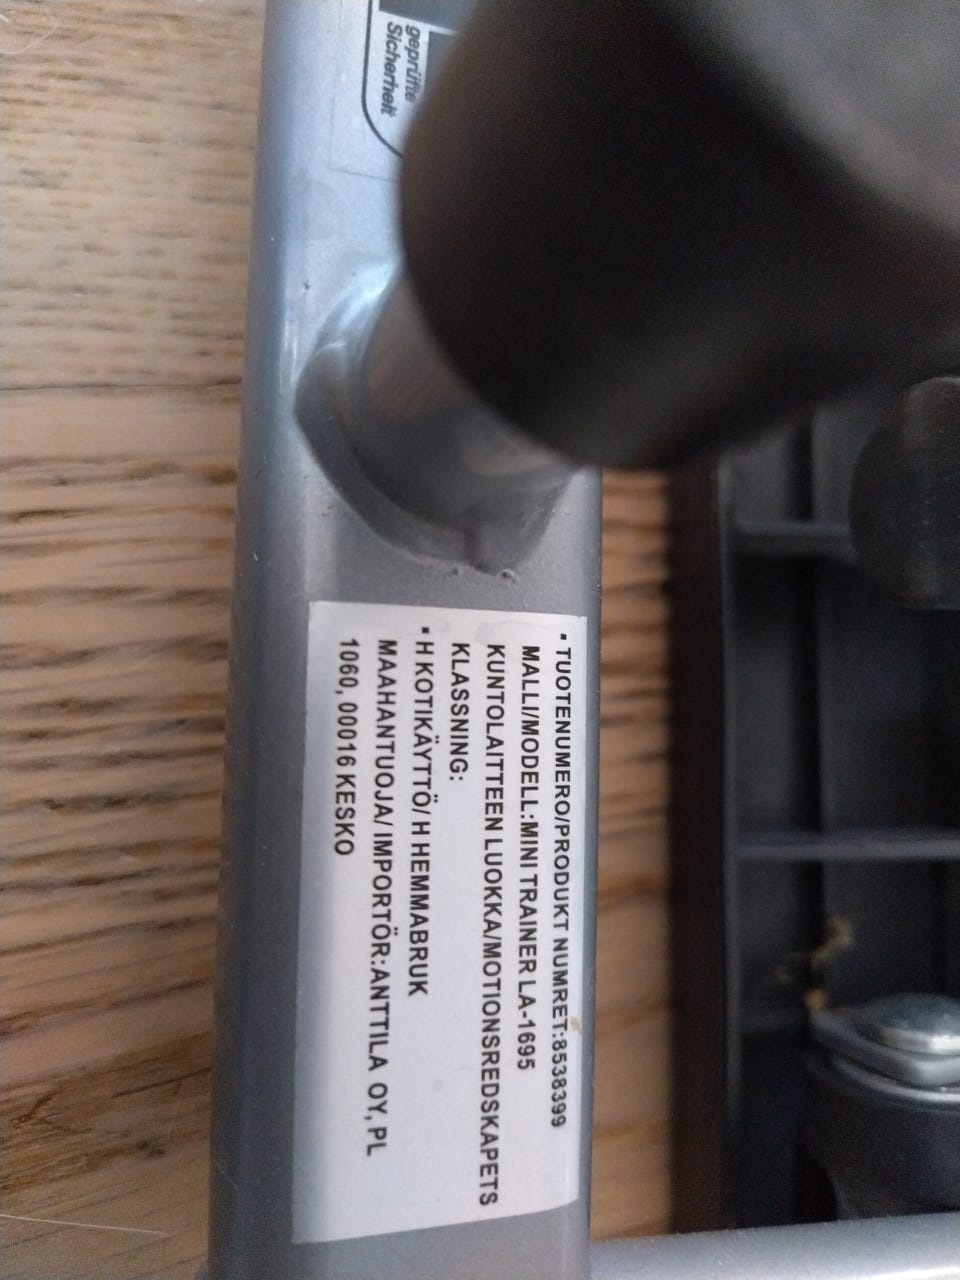 geprüfte
Sicherheit
▪ TUOTENUMERO/PRODUKT NUMRET:8538399
MALLI/MODELL:MINI TRAINER LA-1695
KUNTOLAITTEEN LUOKKA/MOTIONSREDSKAPETS
KLASSNING:
▪ H KOTIKÄYTTÖ/ H HEMMABRUK
MAAHANTUOJA/ IMPORTÖR:ANTTILA OY, PL
1060, 00016 KESKO